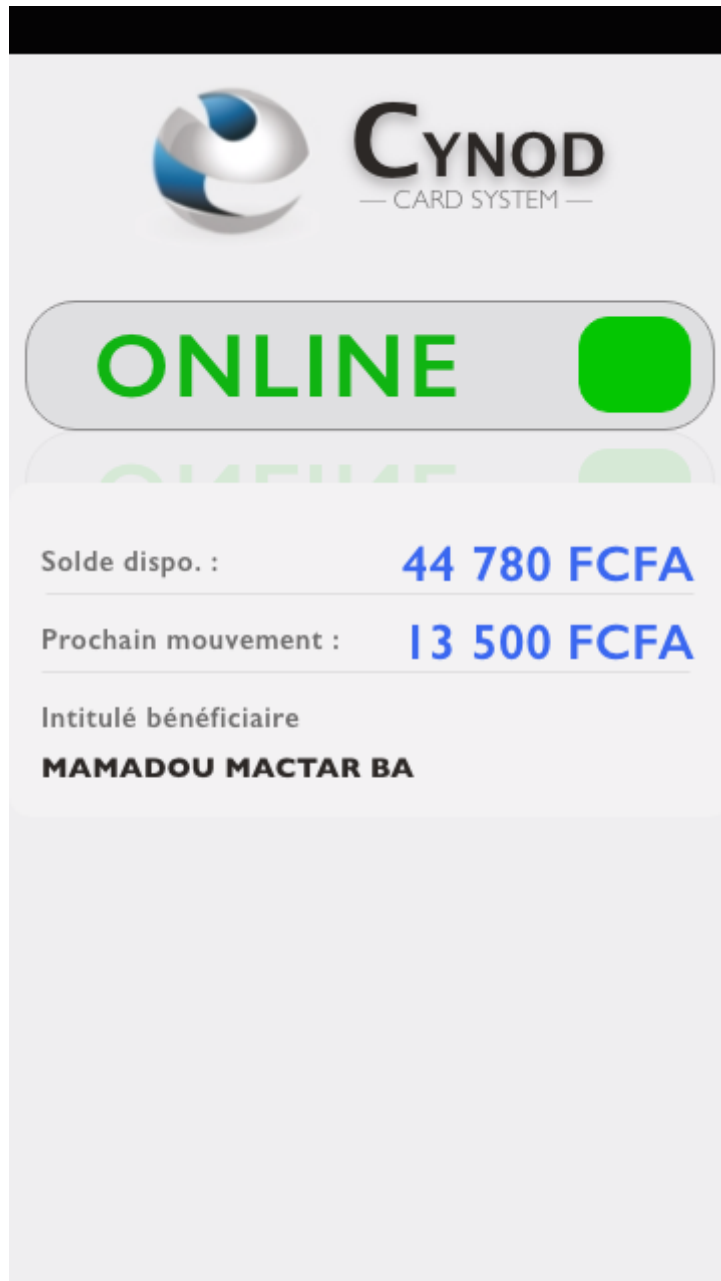 CYNOD
— CARD SYSTEM —
ONLINE
Solde dispo. : 44 780 FCFA
Prochain mouvement : 13 500 FCFA
Intitulé bénéficiaire
MAMADOU MACTAR BA